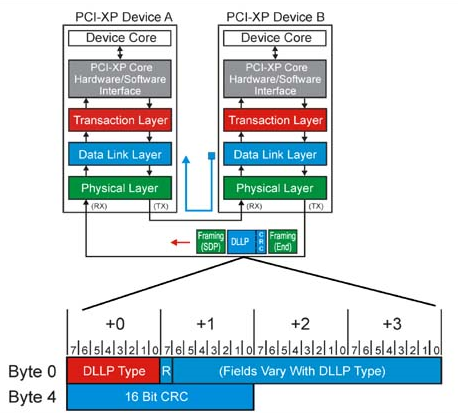 PCI-XP Device A
PCI-XP Device B
Device Core
Device Core
PCI-XP Core
Hardware/Software
Interface
PCI-XP Core
Hardware/Software
Interface
Transaction Layer
Transaction Layer
Data Link Layer
Data Link Layer
Physical Layer
Physical Layer
(RX) (TX)
(RX) (TX)
Framing
(SDP)
DLLP
CRC
Framing
(End)
+0 +1 +2 +3
7 6 5 4 3 2 1 0 7 6 5 4 3 2 1 0 7 6 5 4 3 2 1 0 7 6 5 4 3 2 1 0
Byte 0 DLLP Type R (Fields Vary With DLLP Type)
Byte 4 16 Bit CRC